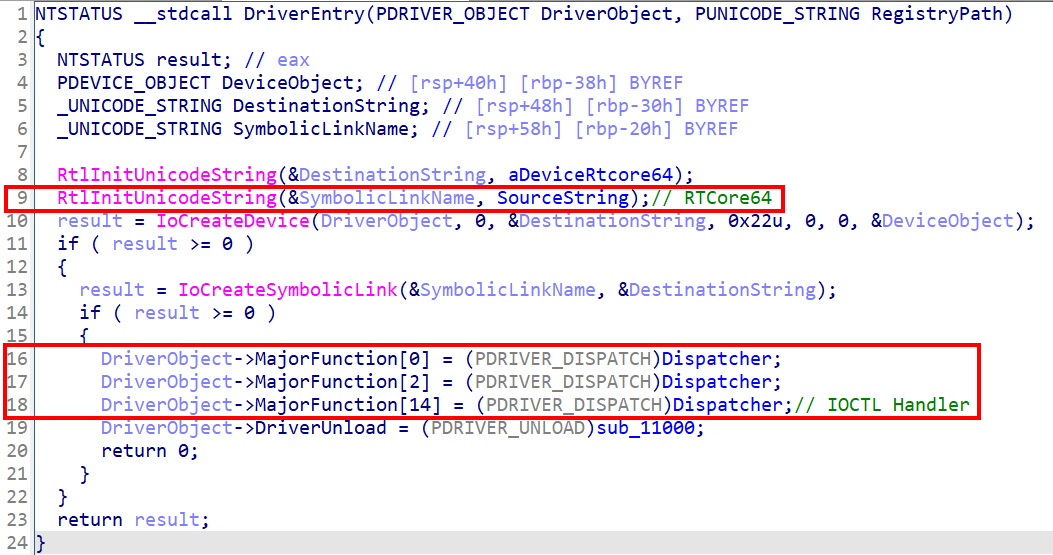 1 NTSTATUS __stdcall DriverEntry(PDRIVER_OBJECT DriverObject, PUNICODE_STRING RegistryPath)
2 {
3 NTSTATUS result; // eax
4 PDEVICE_OBJECT DeviceObject; // [rsp+40h] [rbp-38h] BYREF
5 _UNICODE_STRING DestinationString; // [rsp+48h] [rbp-30h] BYREF
6 _UNICODE_STRING SymbolicLinkName; // [rsp+58h] [rbp-20h] BYREF
7
8 RtlInitUnicodeString(&DestinationString, aDeviceRtcore64);
9 RtlInitUnicodeString(&SymbolicLinkName, SourceString);// RTCore64
10 result = IoCreateDevice(DriverObject, 0, &DestinationString, 0x22u, 0, 0, &DeviceObject);
11 if ( result >= 0 )
12 {
13 result = IoCreateSymbolicLink(&SymbolicLinkName, &DestinationString);
14 if ( result >= 0 )
15 {
16 DriverObject->MajorFunction[0] = (PDRIVER_DISPATCH)Dispatcher;
17 DriverObject->MajorFunction[2] = (PDRIVER_DISPATCH)Dispatcher;
18 DriverObject->MajorFunction[14] = (PDRIVER_DISPATCH)Dispatcher;// IOCTL Handler
19 DriverObject->DriverUnload = (PDRIVER_UNLOAD)sub_11000;
20 return 0;
21 }
22 }
23 return result;
24 }